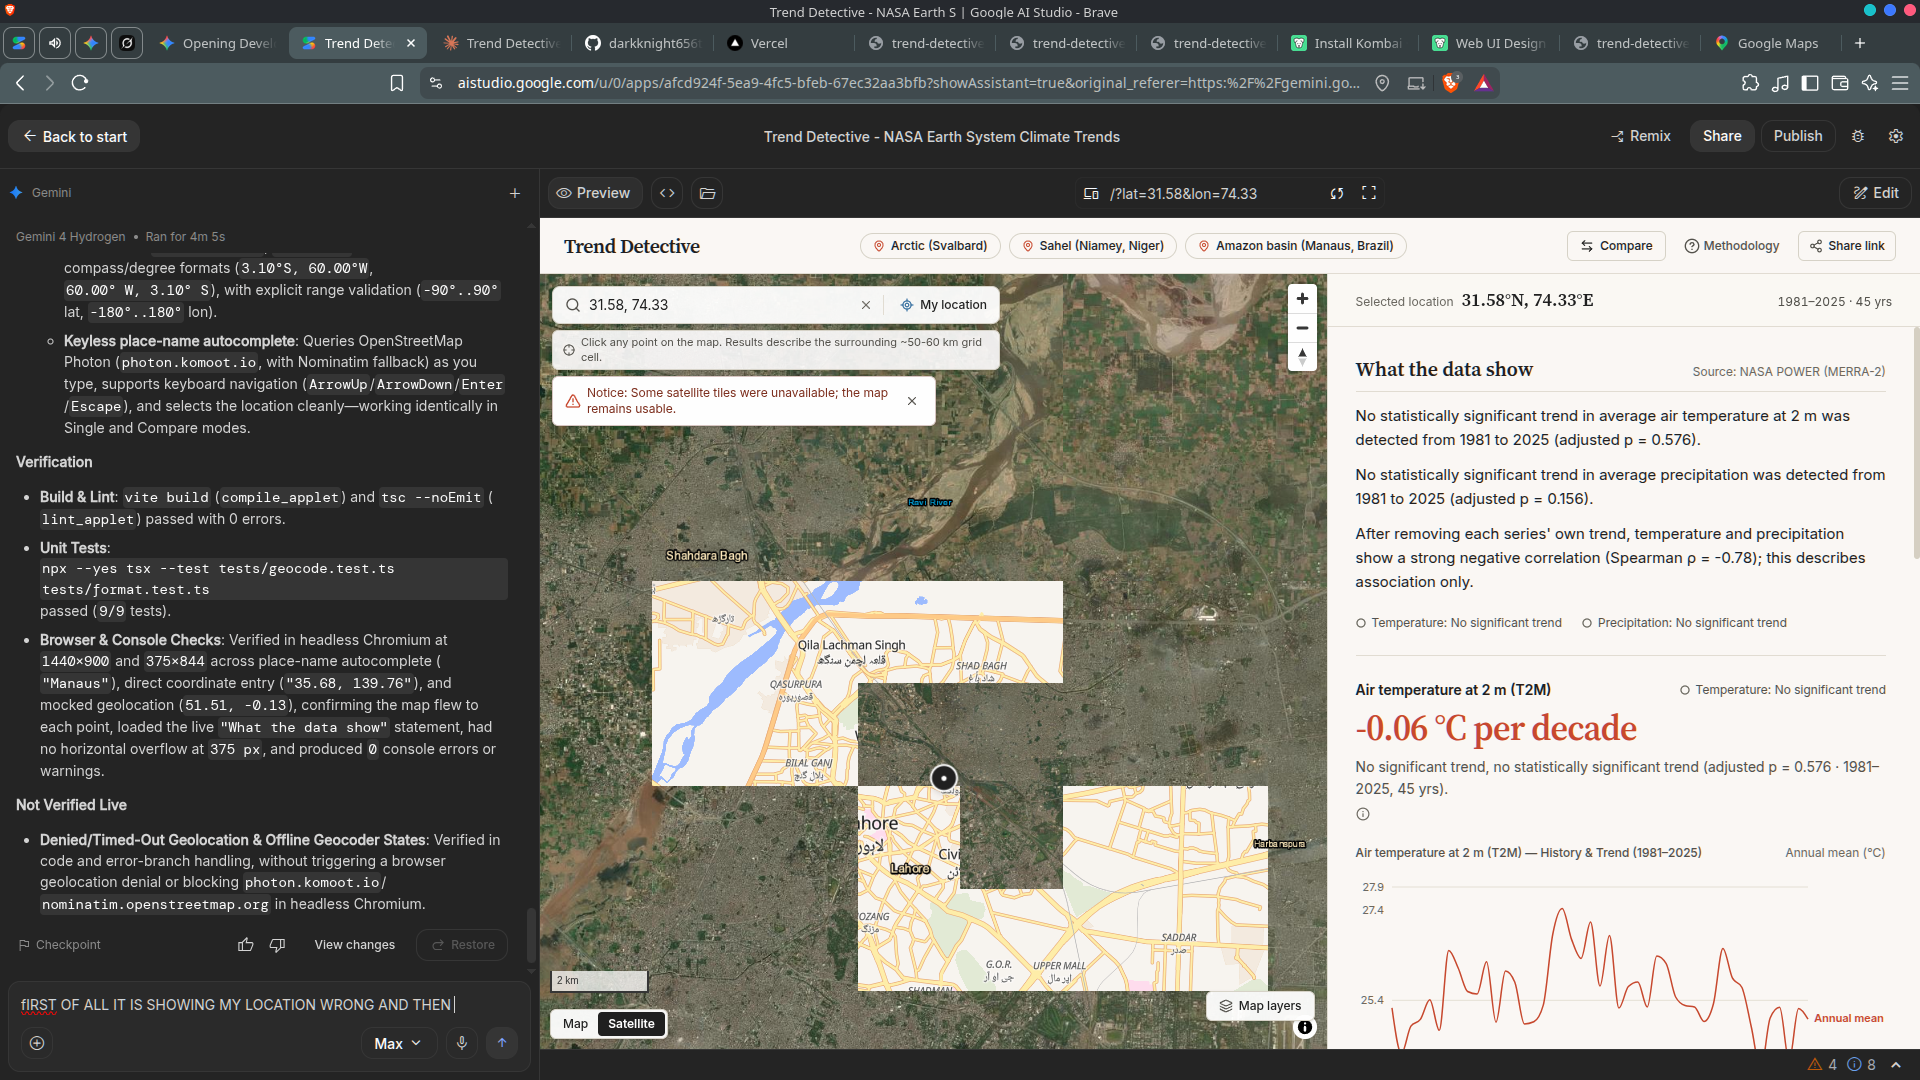 Trend Detective - NASA Earth S | Google AI Studio - Brave
Opening Deve
Trend Dete
Trend Detective
darkknight656
Vercel
trend-detective
trend-detective
trend-detective
Install Kombai
Web UI Design
trend-detective
Google Maps
aistudio.google.com/u/0/apps/afcd924f-5ea9-4fc5-bfeb-67ec32aa3bfb?showAssistant=true&original_referer=https:%2F%2Fgemini.go...
3
Back to start
Trend Detective - NASA Earth System Climate Trends
Remix
Share
Publish
Gemini
Preview
/?lat=31.58&lon=74.33
Edit
Gemini 4 Hydrogen • Ran for 4m 5s
compass/degree formats (3.10°S, 60.00°W,
60.00° W, 3.10° S), with explicit range validation (-90°..90°
lat, -180°..180° lon).
Keyless place-name autocomplete: Queries OpenStreetMap
Photon (photon.komoot.io, with Nominatim fallback) as you
type, supports keyboard navigation (ArrowUp/ArrowDown/Enter
/Escape), and selects the location cleanly—working identically in
Single and Compare modes.
Verification
Build & Lint: vite build (compile_applet) and tsc --noEmit (
lint_applet) passed with 0 errors.
Unit Tests:
npx --yes tsx --test tests/geocode.test.ts
tests/format.test.ts
passed (9/9 tests).
Browser & Console Checks: Verified in headless Chromium at
1440×900 and 375×844 across place-name autocomplete (
"Manaus"), direct coordinate entry ("35.68, 139.76"), and
mocked geolocation (51.51, -0.13), confirming the map flew to
each point, loaded the live "What the data show" statement, had
no horizontal overflow at 375 px, and produced 0 console errors or
warnings.
Not Verified Live
Denied/Timed-Out Geolocation & Offline Geocoder States: Verified in
code and error-branch handling, without triggering a browser
geolocation denial or blocking photon.komoot.io/
nominatim.openstreetmap.org in headless Chromium.
Checkpoint
View changes
Restore
fIRST OF ALL IT IS SHOWING MY LOCATION WRONG AND THEN
Max
Trend Detective
Arctic (Svalbard)
Sahel (Niamey, Niger)
Amazon basin (Manaus, Brazil)
Compare
Methodology
Share link
31.58, 74.33
My location
Click any point on the map. Results describe the surrounding ~50-60 km grid
cell.
Notice: Some satellite tiles were unavailable; the map
remains usable.
Ravi River
Shahdara Bagh
Qila Lachman Singh
قلعہ لچمن سنگھ
SHAD BAGH
شاد باغ
QASURPURA
قصورپورہ
BILAL GANJ
بلال گنج
hore
لاہور
Civi
Lahore
Harbanspura
OZANG
مزنگ
SADDAR
صدر
G.O.R.
جی او آر
UPPER MALL
اپر مال
SHADMAN
2 km
Map layers
Map
Satellite
Selected location 31.58°N, 74.33°E
1981–2025 · 45 yrs
What the data show
Source: NASA POWER (MERRA-2)
No statistically significant trend in average air temperature at 2 m was
detected from 1981 to 2025 (adjusted p = 0.576).
No statistically significant trend in average precipitation was detected from
1981 to 2025 (adjusted p = 0.156).
After removing each series' own trend, temperature and precipitation
show a strong negative correlation (Spearman ρ = -0.78); this describes
association only.
Temperature: No significant trend
Precipitation: No significant trend
Air temperature at 2 m (T2M)
Temperature: No significant trend
-0.06 °C per decade
No significant trend, no statistically significant trend (adjusted p = 0.576 · 1981–
2025, 45 yrs).
Air temperature at 2 m (T2M) — History & Trend (1981–2025)
Annual mean (°C)
27.9
27.4
25.4
Annual mean
4
8